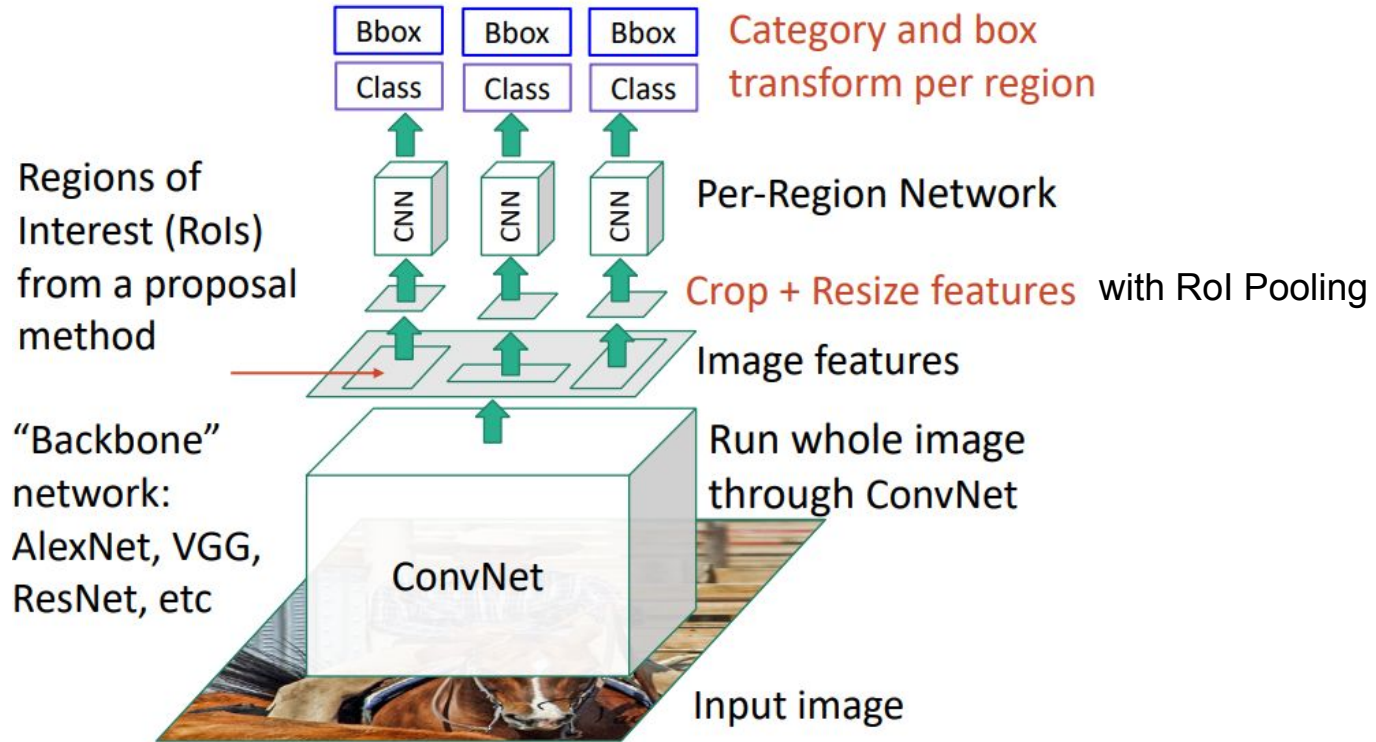 Bbox Bbox Bbox
Class Class Class
Category and box
transform per region
Regions of
Interest (RoIs)
from a proposal
method
CNN CNN CNN
Per-Region Network
Crop + Resize features with RoI Pooling
Image features
“Backbone”
network:
AlexNet, VGG,
ResNet, etc
Run whole image
through ConvNet
ConvNet
Input image